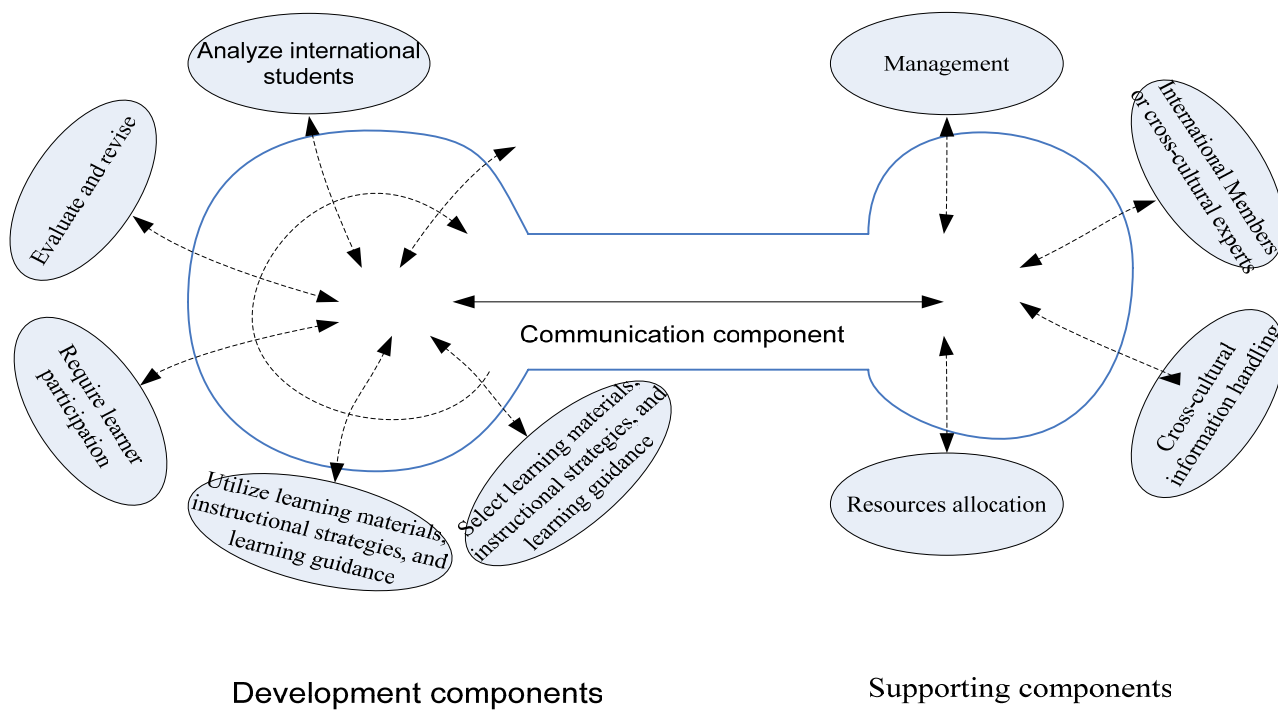 Analyze international
students
Management
Evaluate and revise
International Members
or cross-cultural experts
Communication component
Require learner
participation
Cross-cultural
information handling
Select learning materials,
instructional strategies, and
learning guidance
Utilize learning materials,
instructional strategies, and
learning guidance
Resources allocation
Development components
Supporting components